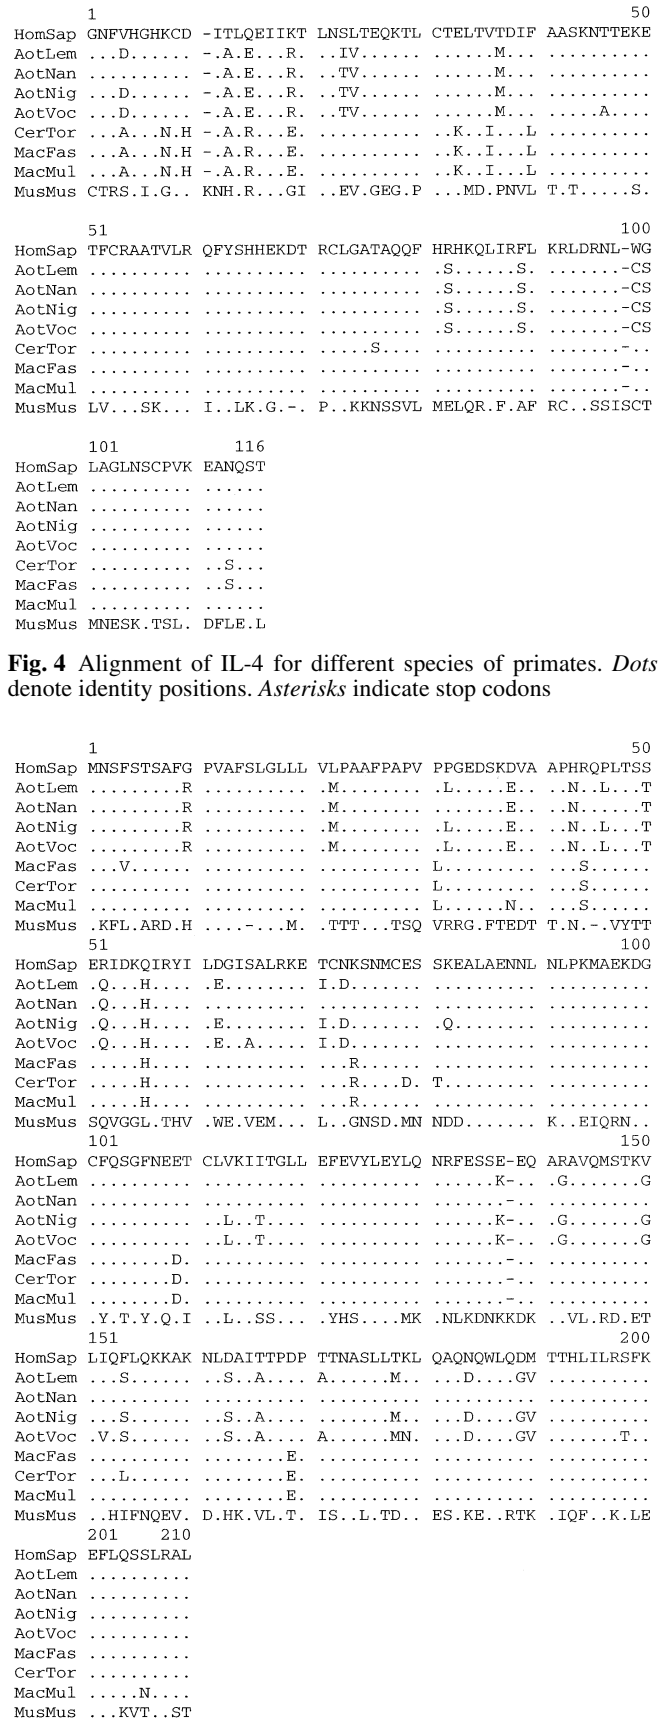 1 50
HomSap GNFVHGHKCD -ITLQEIIKT LNSLTEQKTL CTELTVTDIF AASKNTTEKE
AotLem ...D...... -.A.E...R. ..IV...... ......M... ..........
AotNan .......... -.A.E...R. ..TV...... ......M... ..........
AotNig ...D...... -.A.E...R. ..TV...... ......M... ..........
AotVoc ...D...... -.A.E...R. ..TV...... ......M... .....A....
CerTor ...A...N.H -.A.R...E. .......... ..K..I...L ..........
MacFas ...A...N.H -.A.R...E. .......... ..K..I...L ..........
MacMul ...A...N.H -.A.R...E. .......... ..K..I...L ..........
MusMus CTRS.I.G.. KNH.R...GI ..EV.GEG.P ...MD.PNVL T.T.....S.
51 100
HomSap TFCRAATVLR QFYSHHEKDT RCLGATAQQF HRHKQLIRFL KRLDRNL-WG
AotLem .......... .......... .......... .S......S. .......-CS
AotNan .......... .......... .......... .S......S. .......-CS
AotNig .......... .......... .......... .S......S. .......-CS
AotVoc .......... .......... .......... .S......S. .......-CS
CerTor .......... .......... .....S.... .......... .......-..
MacFas .......... .......... .......... .......... .......-..
MacMul .......... .......... .......... .......... .......-..
MusMus LV...SK... I..LK.G.-. P..KKNSSVL MELQR.F.AF RC..SSISCT
101 116
HomSap LAGLNSCPVK EANQST
AotLem .......... ......
AotNan .......... ......
AotNig .......... ......
AotVoc .......... ......
CerTor .......... ..S...
MacFas .......... ..S...
MacMul .......... ......
MusMus MNESK.TSL. DFLE.L
Fig. 4 Alignment of IL-4 for different species of primates. Dots
denote identity positions. Asterisks indicate stop codons
1 50
HomSap MNSFSTSAFG PVAFSLGLLL VLPAAFPAPV PPGEDSKDVA APHRQPLTSS
AotLem .........R .......... .M........ .L.....E.. ..N..L...T
AotNan .........R .......... .M........ .......E.. ..N......T
AotNig .........R .......... .M........ .L.....E.. ..N..L...T
AotVoc .........R .......... .M........ .L.....E.. ..N..L...T
MacFas ...V...... .......... .......... L......... ...S......
CerTor .......... .......... .......... L......... ...S......
MacMul .......... .......... .......... L......N.. ...S......
MusMus .KFL.ARD.H ....-...M. .TTT...TSQ VRRG.FTEDT T.N.-.VYTT
51 100
HomSap ERIDKQIRYI LDGISALRKE TCNKSNMCES SKEALAENNL NLPKMAEKDG
AotLem .Q...H.... .E........ I.D....... .......... ..........
AotNan .Q...H.... .......... .......... .......... ..........
AotNig .Q...H.... .E........ I.D....... .Q........ ..........
AotVoc .Q...H.... .E..A..... I.D....... .......... ..........
MacFas .....H.... .......... ...R...... .......... ..........
CerTor .....H.... .......... ...R....D. T......... ..........
MacMul .....H.... .......... ...R...... .......... ..........
MusMus SQVGGL.THV .WE.VEM... L..GNSD.MN NDD....... K..EIQRN..
101 150
HomSap CFQSGFNEET CLVKIITGLL EFEVYLEYLQ NRFESSE-EQ ARAVQMSTKV
AotLem .......... .......... .......... ......K-.. .G.......G
AotNan .......... .......... .......... .......-.. ..........
AotNig .......... ..L..T.... .......... ......K-.. .G.......G
AotVoc .......... ..L..T.... .......... ......K-.. .G.......G
MacFas ........D. .......... .......... .......-.. ..........
CerTor ........D. .......... .......... .......-.. ..........
MacMul ........D. .......... .......... .......-.. ..........
MusMus .Y.T.Y.Q.I ..L..SS... .YHS....MK .NLKDNKKDK ..VL.RD.ET
151 200
HomSap LIQFLQKKAK NLDAITTPDP TTNASLLTKL QAQNQWLQDM TTHLILRSFK
AotLem ...S...... ..S..A.... A......M.. ...D....GV ..........
AotNan .......... .......... .......... .......... ..........
AotNig ...S...... ..S..A.... .......M.. ...D....GV ..........
AotVoc .V.S...... ..S..A.... A......MN. ...D....GV .......T..
MacFas .......... ........E. .......... .......... ..........
CerTor ...L...... ........E. .......... .......... ..........
MacMul .......... ........E. .......... .......... ..........
MusMus ..HIFNQEV. D.HK.VL.T. IS..L.TD.. ES.KE..RTK .IQF..K.LE
201 210
HomSap EFLQSSLRAL
AotLem ..........
AotNan ..........
AotNig ..........
AotVoc ..........
MacFas ..........
CerTor ..........
MacMul .....N....
MusMus ...KVT..ST